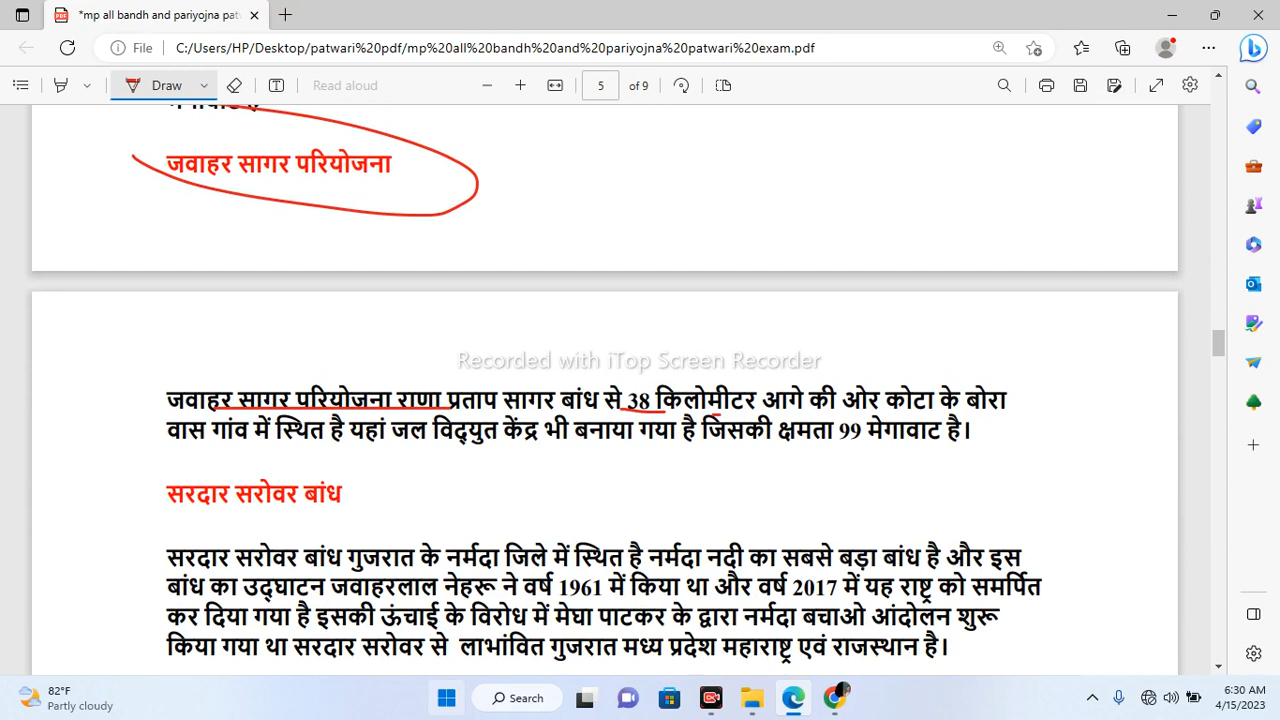 *mp all bandh and pariyojna pat
File
C:/Users/HP/Desktop/patwari%20pdf/mp%20all%20bandh%20and%20pariyojna%20patwari%20exam.pdf
Draw
Read aloud
5
of 9
जवाहर सागर परियोजना
Recorded with iTop Screen Recorder
जवाहर सागर परियोजना राणा प्रताप सागर बांध से 38 किलोमीटर आगे की ओर कोटा के बोरा
वास गांव में स्थित है यहां जल विद्युत केंद्र भी बनाया गया है जिसकी क्षमता 99 मेगावाट है।
सरदार सरोवर बांध
सरदार सरोवर बांध गुजरात के नर्मदा जिले में स्थित है नर्मदा नदी का सबसे बड़ा बांध है और इस
बांध का उद्घाटन जवाहरलाल नेहरू ने वर्ष 1961 में किया था और वर्ष 2017 में यह राष्ट्र को समर्पित
कर दिया गया है इसकी ऊंचाई के विरोध में मेघा पाटकर के द्वारा नर्मदा बचाओ आंदोलन शुरू
किया गया था सरदार सरोवर से लाभांवित गुजरात मध्य प्रदेश महाराष्ट्र एवं राजस्थान है।
82°F
Partly cloudy
Search
6:30 AM
4/15/2023